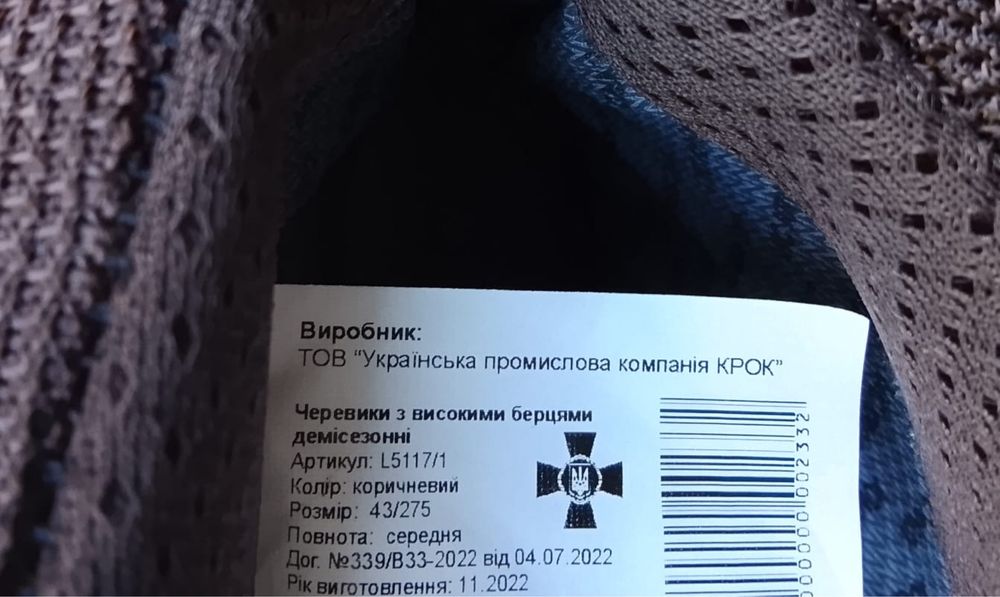 Виробник:
ТОВ “Українська промислова компанія КРОК”
Черевики з високими берцями
демісезонні
Артикул: L5117/1
Колір: коричневий
Розмір: 43/275
Повнота: середня
Дог. №339/В33-2022 від 04.07.2022
Рік виготовлення: 11.2022